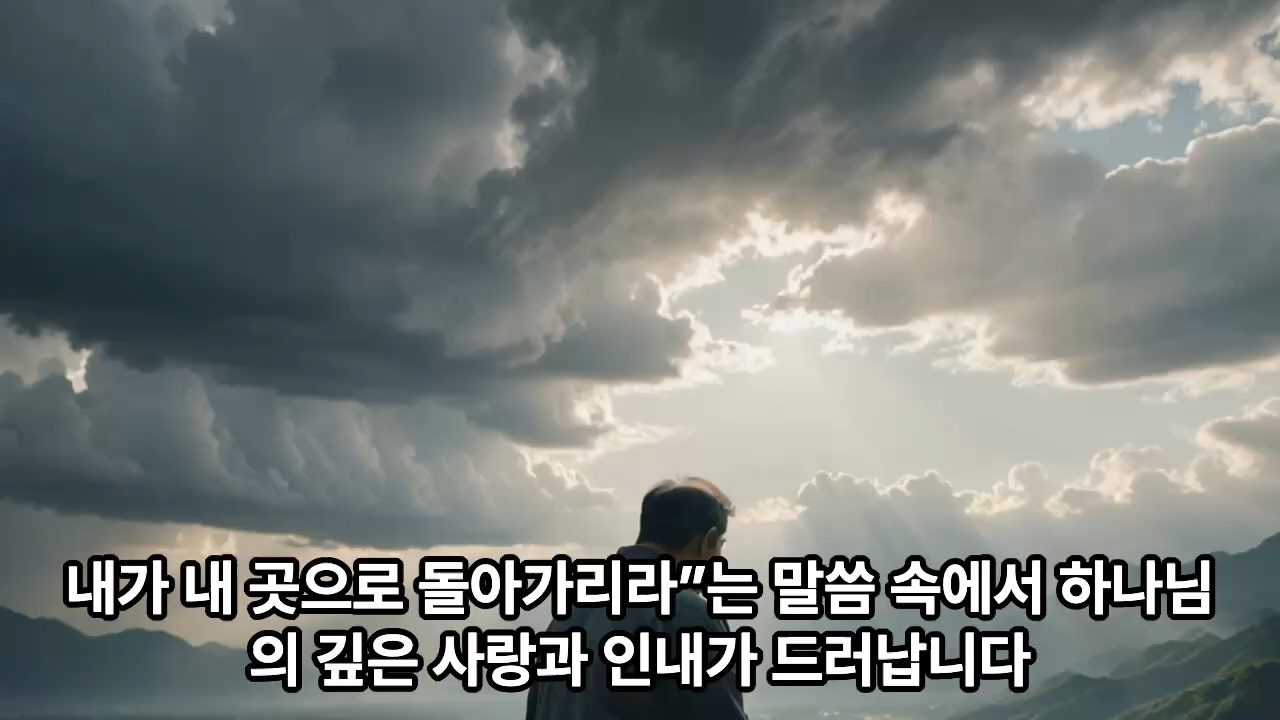 내가 내 곳으로 돌아가리라”는 말씀 속에서 하나님
의 깊은 사랑과 인내가 드러납니다